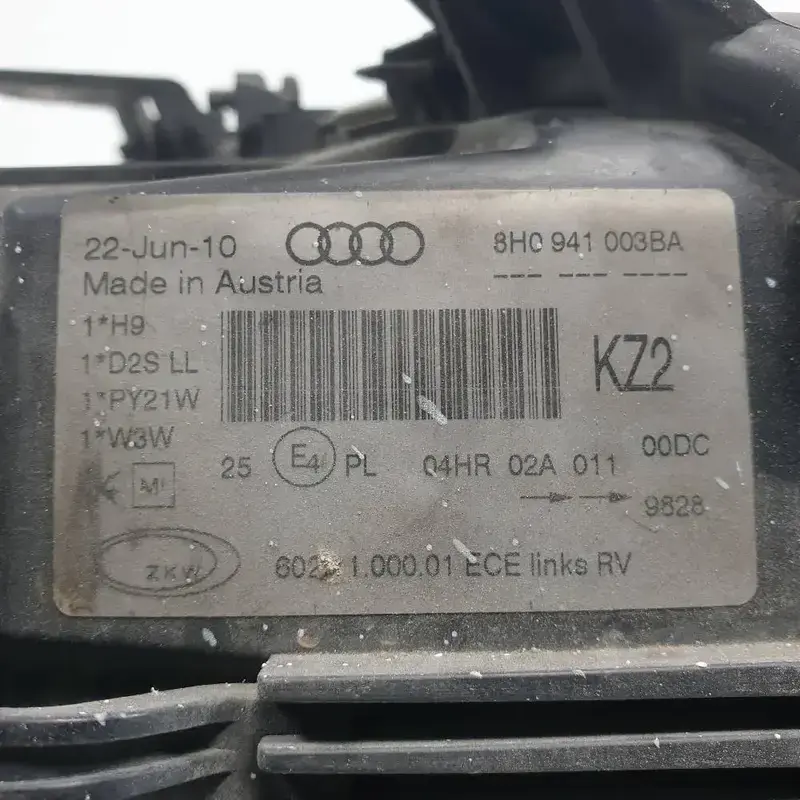 22-Jun-10 8H0 941 003BA
Made in Austria --- --- ------
1*H9
1*D2S LL
1*PY21W
1*W3W
KZ2
25 E4 PL 04HR 02A 011 00DC
9828
ZKW 1.000.01 ECE links RV